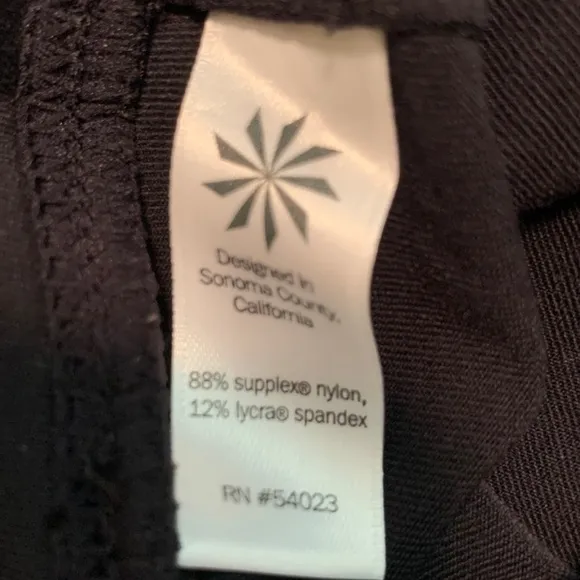 Designed in
Sonoma County,
California
88% supplex® nylon,
12% lycra® spandex
RN #54023